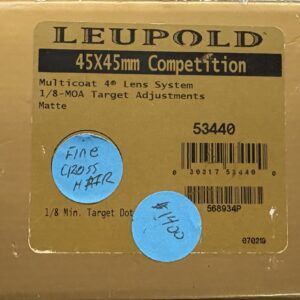 LEUPOLD
45X45mm Competition
Multicoat 4® Lens System
1/8-MOA Target Adjustments
Matte
53440
FINE
CROSS
HAIR
0 30317 53440 0
1/8 Min. Target Dot
$1400
568934P
070219